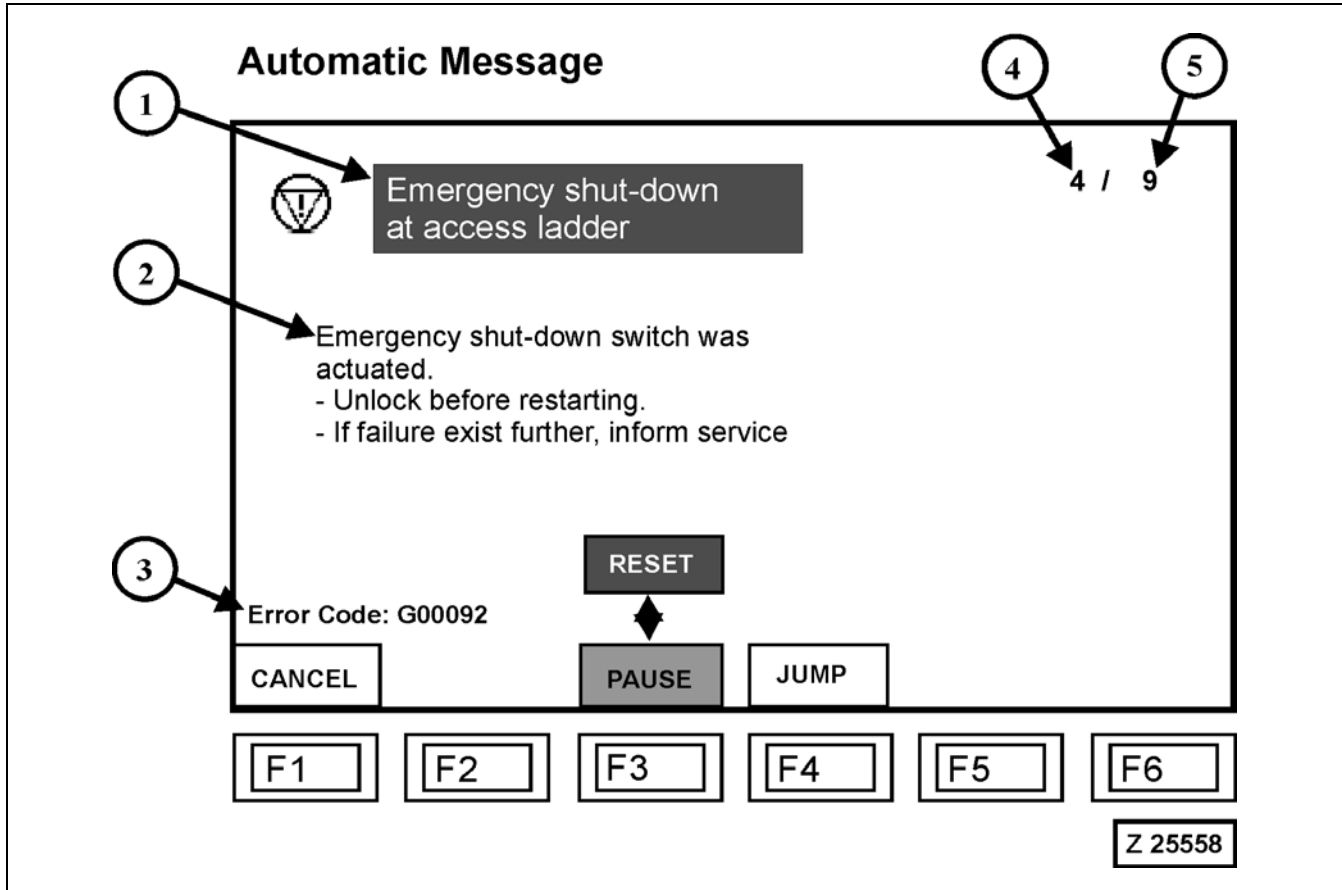 Automatic Message
4
5
1
4 / 9
Emergency shut-down
at access ladder
2
Emergency shut-down switch was
actuated.
- Unlock before restarting.
- If failure exist further, inform service
3
RESET
Error Code: G00092
CANCEL
PAUSE
JUMP
F1
F2
F3
F4
F5
F6
Z 25558